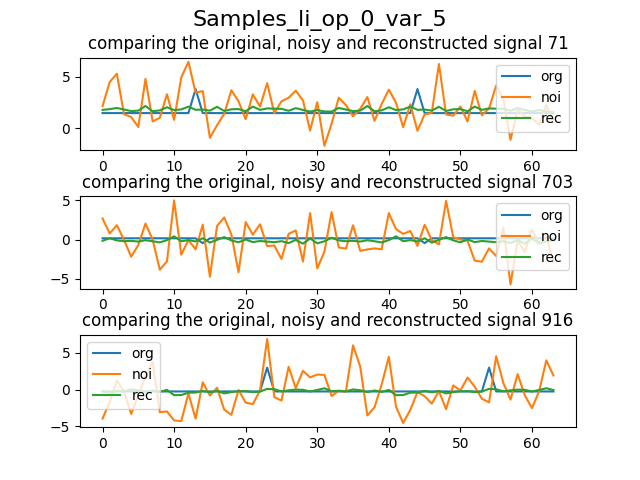 Samples_li_op_0_var_5
comparing the original, noisy and reconstructed signal 71
5
0
org
noi
rec
0 10 20 30 40 50 60
comparing the original, noisy and reconstructed signal 703
5
0
−5
org
noi
rec
0 10 20 30 40 50 60
comparing the original, noisy and reconstructed signal 916
5
0
−5
org
noi
rec
0 10 20 30 40 50 60